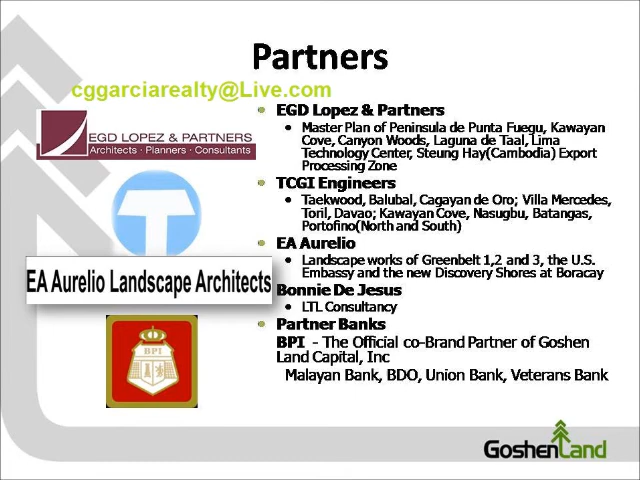 Partners
cggarciarealty@Live.com
EGD LOPEZ & PARTNERS
Architects · Planners · Consultants
EA Aurelio Landscape Architects
BPI
• EGD Lopez & Partners
• Master Plan of Peninsula de Punta Fuegu, Kawayan
Cove, Canyon Woods, Laguna de Taal, Lima
Technology Center, Steung Hay(Cambodia) Export
Processing Zone
• TCGI Engineers
• Taekwood, Balubal, Cagayan de Oro; Villa Mercedes,
Toril, Davao; Kawayan Cove, Nasugbu, Batangas,
Portofino(North and South)
• EA Aurelio
• Landscape works of Greenbelt 1,2 and 3, the U.S.
Embassy and the new Discovery Shores at Boracay
• Bonnie De Jesus
• LTL Consultancy
• Partner Banks
BPI - The Official co-Brand Partner of Goshen
Land Capital, Inc
Malayan Bank, BDO, Union Bank, Veterans Bank
GoshenLand